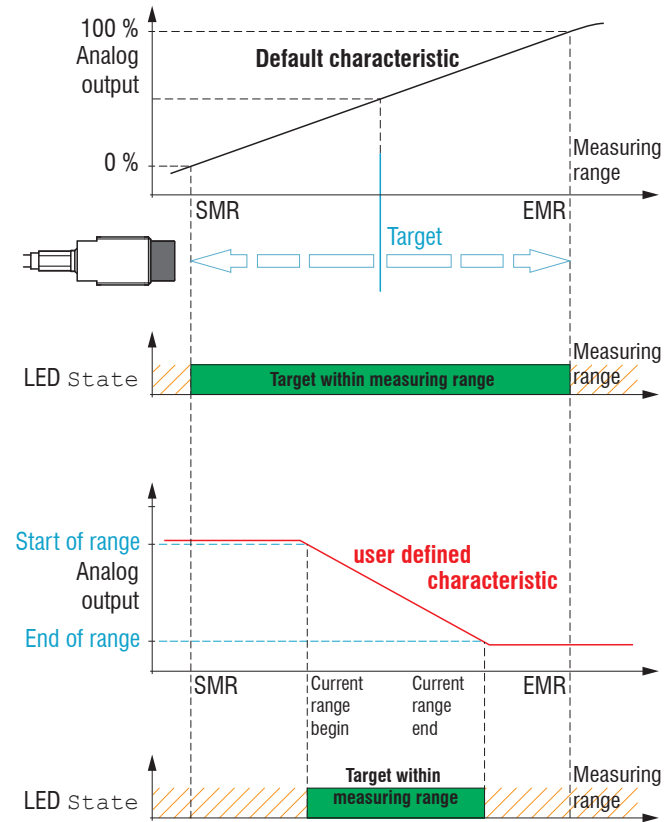 100 %
Analog
output
Default characteristic
0 %
Measuring
range
SMR
EMR
Target
Measuring
range
LED State
Target within measuring range
Start of range
Analog
output
user defined
characteristic
End of range
SMR
Current
range
begin
Current
range
end
EMR
Target within
measuring range
Measuring
range
LED State